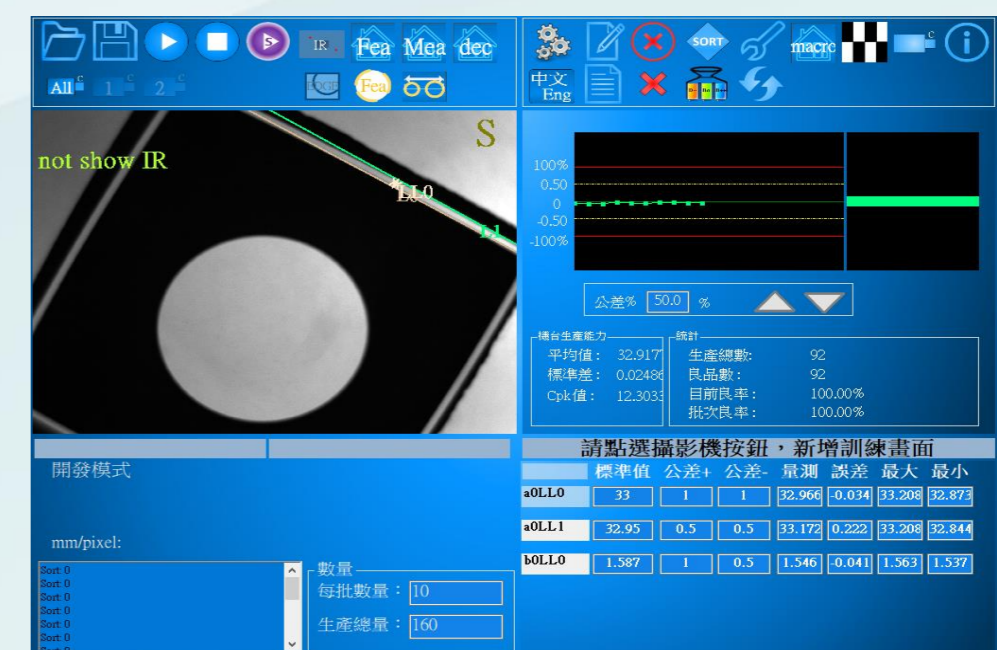 S
IR
Fea
Mea
dec
SORT
macro
c
All c
1 c
2 c
Fea
中文
Eng
not show IR
S
LL0
L1
100%
0.50
0
-0.50
-100%
公差% 50.0 %
機台生產能力
平均值: 32.917
標準差: 0.02486
Cpk值: 12.3033
統計
生產總數: 92
良品數: 92
目前良率: 100.00%
批次良率: 100.00%
請點選攝影機按鈕,新增訓練畫面
開發模式
mm/pixel:
標準值 公差+ 公差- 量測 誤差 最大 最小
a0LL0 33 1 1 32.966 -0.034 33.208 32.873
a0LL1 32.95 0.5 0.5 33.172 0.222 33.208 32.844
b0LL0 1.587 1 0.5 1.546 -0.041 1.563 1.537
Sort: 0
Sort: 0
Sort: 0
Sort: 0
Sort: 0
Sort: 0
數量
每批數量: 10
生產總量: 160